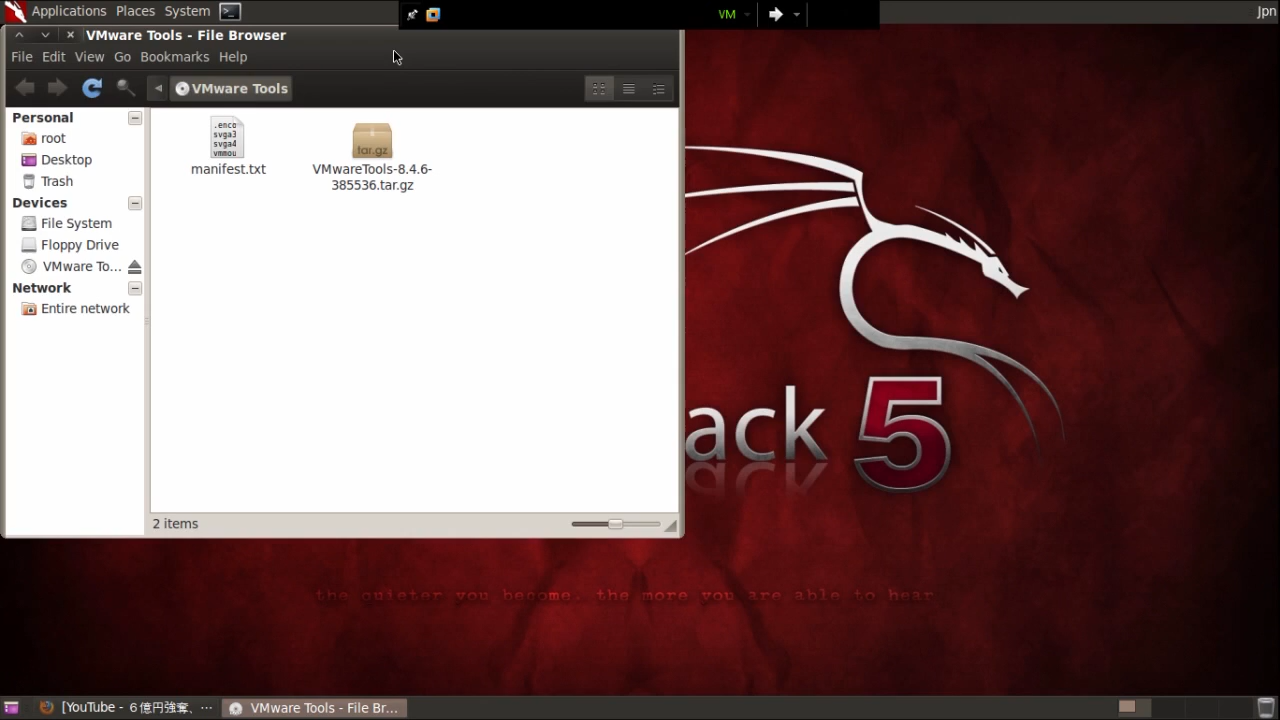 Applications Places System
VM
Jpn
VMware Tools - File Browser
File Edit View Go Bookmarks Help
VMware Tools
Personal
root
Desktop
Trash
Devices
File System
Floppy Drive
VMware To...
Network
Entire network
.enco
svga3
svga4
vmmou
manifest.txt
tar.gz
VMwareTools-8.4.6-
385536.tar.gz
2 items
ack 5
the quieter you become, the more you are able to hear
[YouTube - 6億円強奪、...
VMware Tools - File Br...